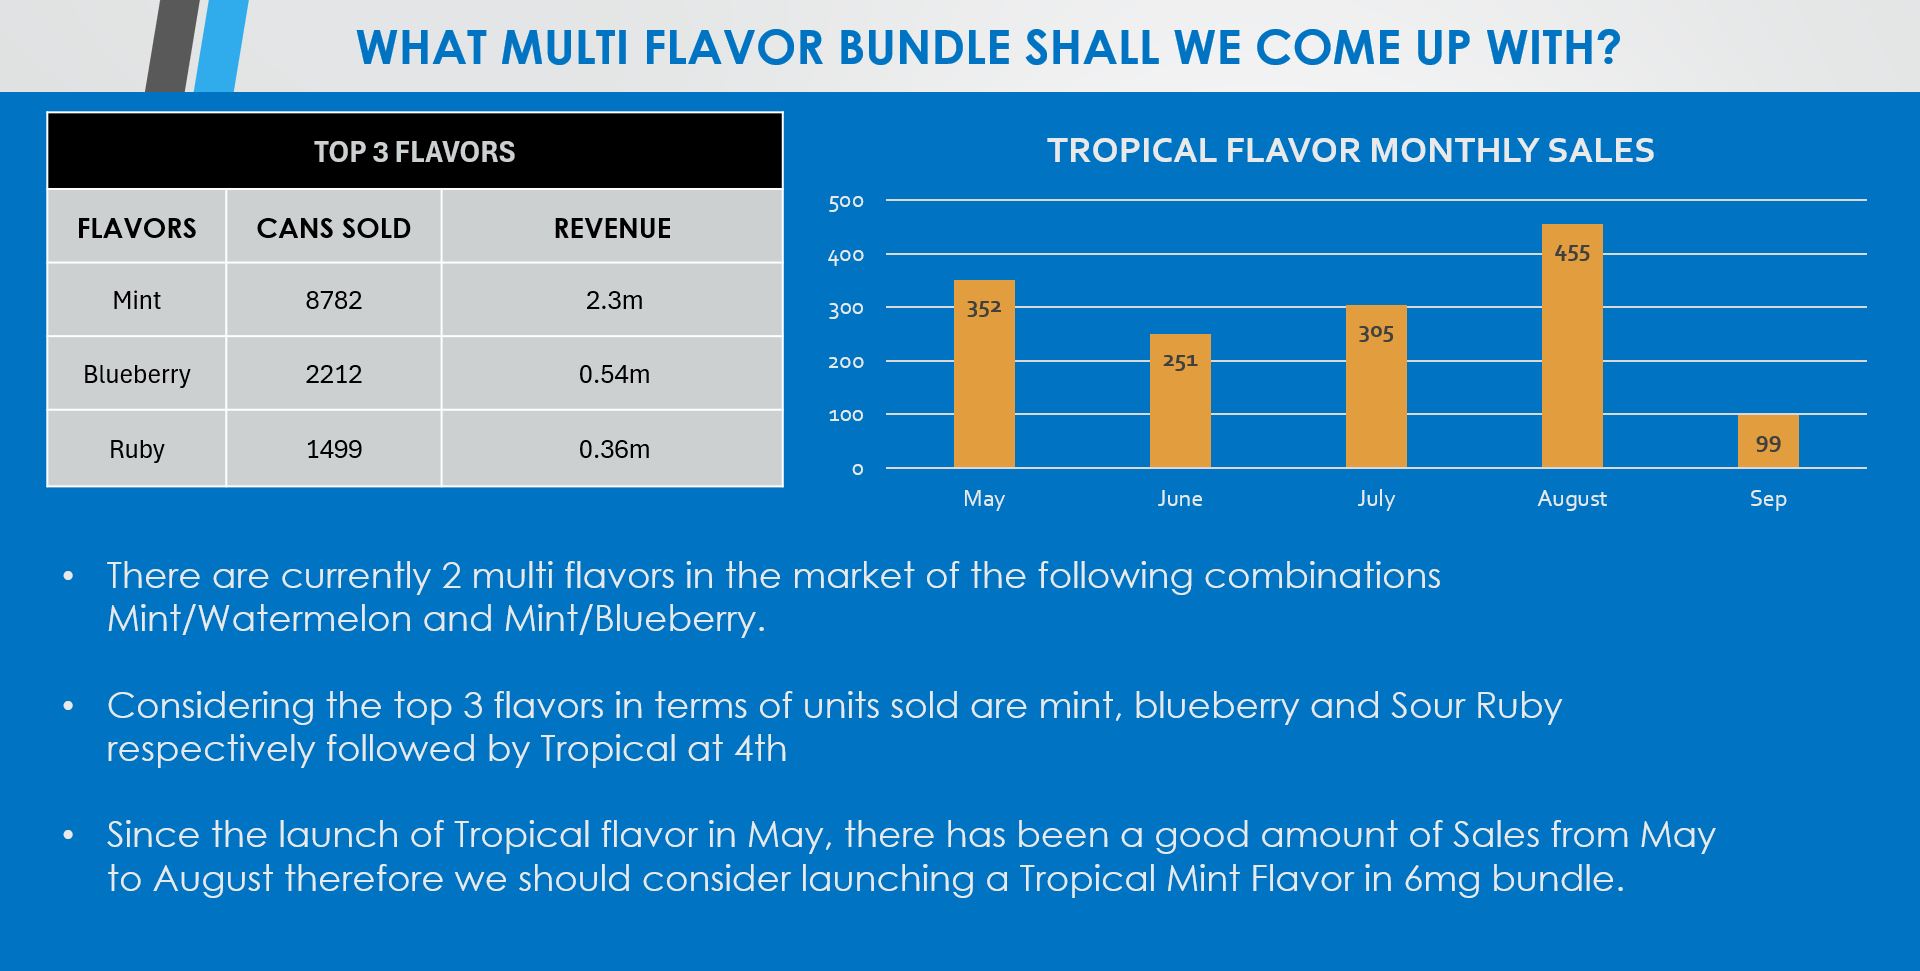 WHAT MULTI FLAVOR BUNDLE SHALL WE COME UP WITH?
TOP 3 FLAVORS
FLAVORS CANS SOLD REVENUE
Mint 8782 2.3m
Blueberry 2212 0.54m
Ruby 1499 0.36m
TROPICAL FLAVOR MONTHLY SALES
500
400
300
200
100
0
352
251
305
455
99
May June July August Sep
• There are currently 2 multi flavors in the market of the following combinations
Mint/Watermelon and Mint/Blueberry.
• Considering the top 3 flavors in terms of units sold are mint, blueberry and Sour Ruby
respectively followed by Tropical at 4th
• Since the launch of Tropical flavor in May, there has been a good amount of Sales from May
to August therefore we should consider launching a Tropical Mint Flavor in 6mg bundle.